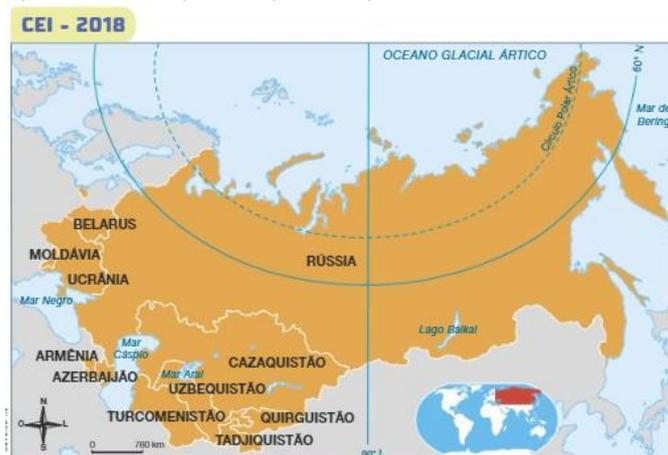 CEI - 2018
OCEANO GLACIAL ÁRTICO
60° N
Círculo Polar Ártico
Mar de
Bering
BELARUS
MOLDÁVIA
RÚSSIA
UCRÂNIA
Mar Negro
Lago Baikal
Mar
Cáspio
ARMÊNIA
Mar Aral
CAZAQUISTÃO
AZERBAIJÃO
UZBEQUISTÃO
TURCOMENISTÃO
QUIRGUISTÃO
TADJIQUISTÃO
N
O
L
S
0 780 km
90° L